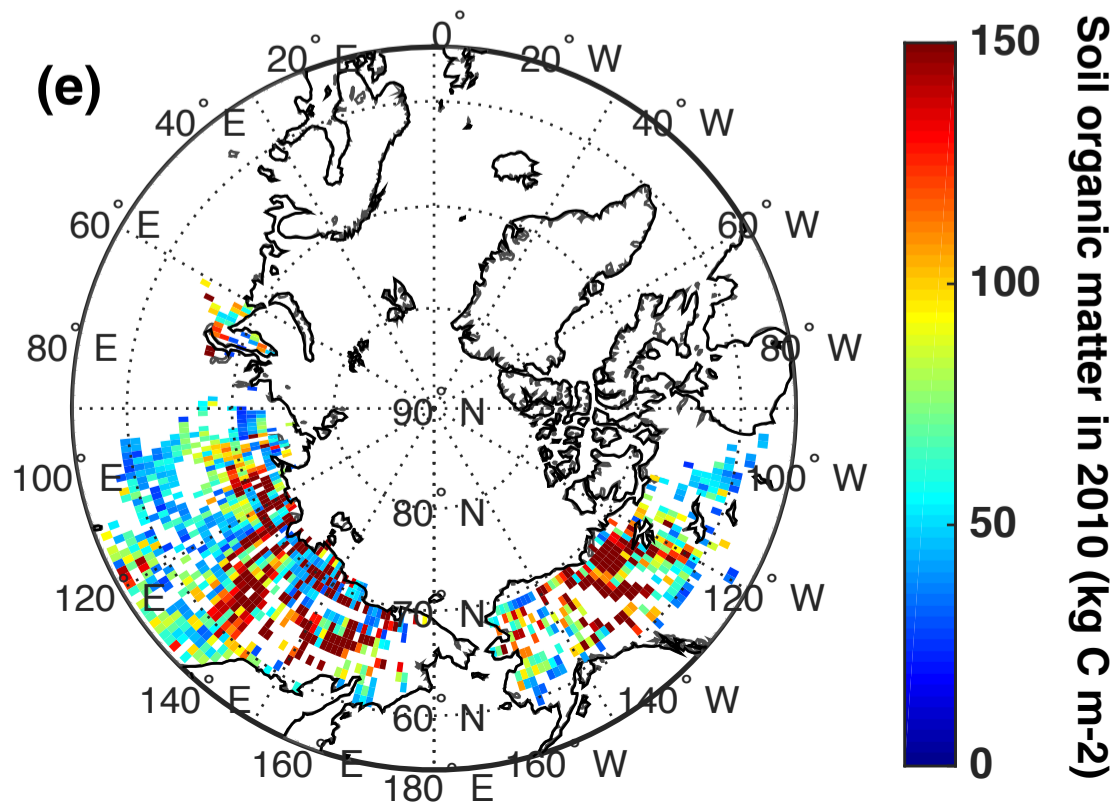 (e)
0°
20° E
20° W
40° E
40° W
60° E
60° W
80° E
80° W
90° N
100° E
100° W
80° N
120° E
120° W
70° N
140° E
140° W
60° N
160° E
160° W
180° E
150
100
50
0
Soil organic matter in 2010 (kg C m-2)